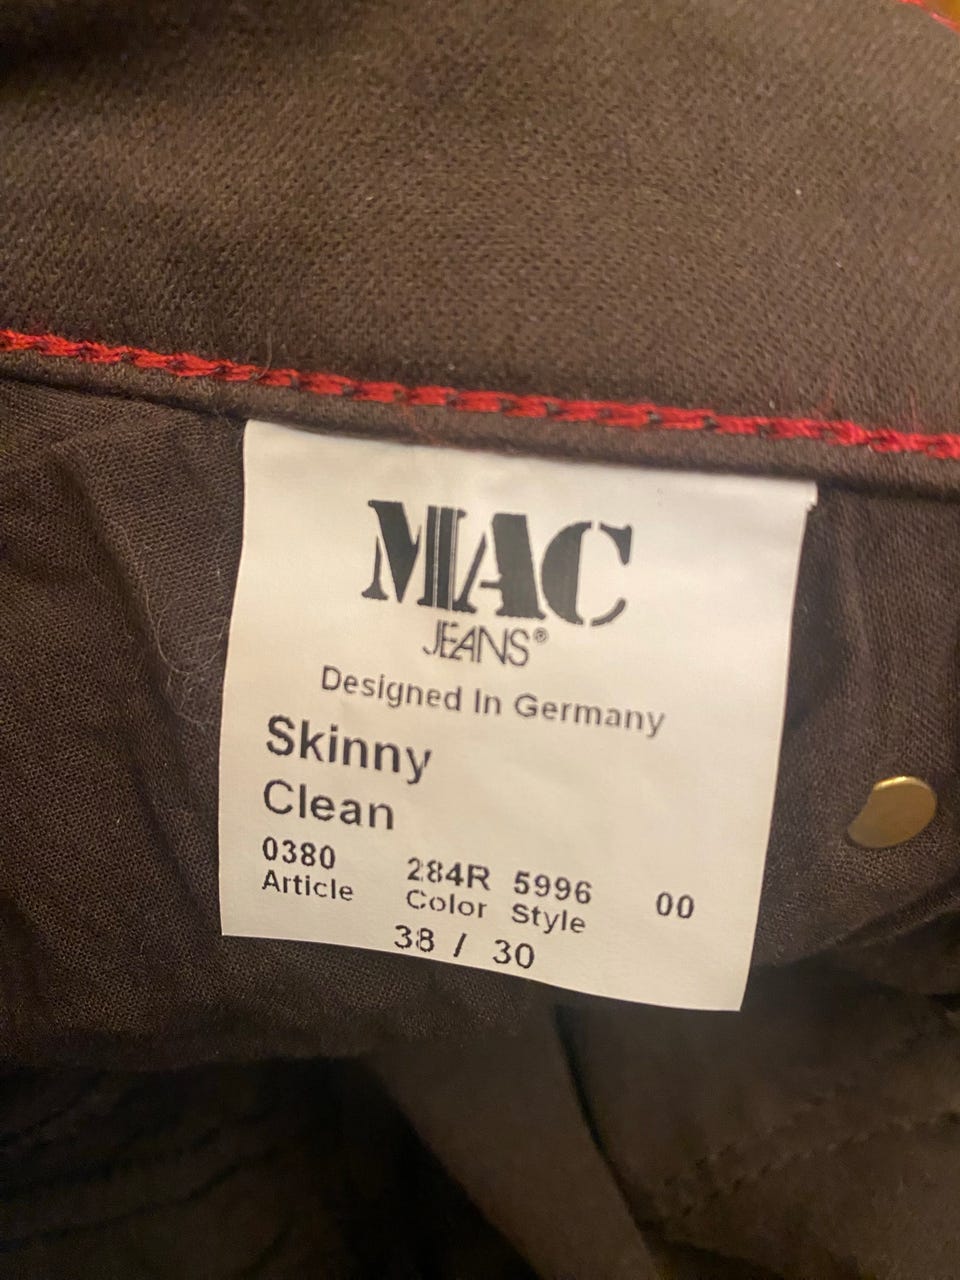 MAC
JEANS®
Designed In Germany
Skinny
Clean
0380 284R 5996 00
Article Color Style
38 / 30